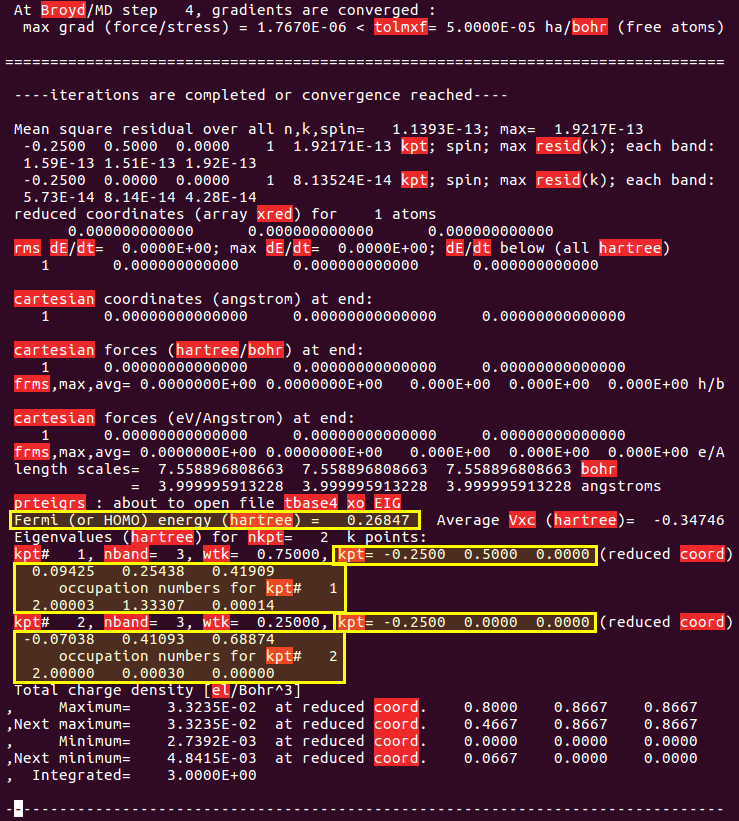 At Broyd/MD step   4, gradients are converged :
  max grad (force/stress) = 1.7670E-06 < tolmxf= 5.0000E-05 ha/bohr (free atoms)
================================================================================
 ----iterations are completed or convergence reached----
 Mean square residual over all n,k,spin=   1.1393E-13; max=  1.9217E-13
  -0.2500  0.5000  0.0000    1  1.92171E-13 kpt; spin; max resid(k); each band:
  1.59E-13 1.51E-13 1.92E-13
  -0.2500  0.0000  0.0000    1  8.13524E-14 kpt; spin; max resid(k); each band:
  5.73E-14 8.14E-14 4.28E-14
 reduced coordinates (array xred) for    1 atoms
       0.000000000000      0.000000000000      0.000000000000
 rms dE/dt=  0.0000E+00; max dE/dt=  0.0000E+00; dE/dt below (all hartree)
    1       0.000000000000      0.000000000000      0.000000000000
 cartesian coordinates (angstrom) at end:
    1      0.00000000000000     0.00000000000000     0.00000000000000
 cartesian forces (hartree/bohr) at end:
    1      0.00000000000000     0.00000000000000     0.00000000000000
 frms,max,avg= 0.0000000E+00 0.0000000E+00   0.000E+00  0.000E+00  0.000E+00 h/b
 cartesian forces (eV/Angstrom) at end:
    1      0.00000000000000     0.00000000000000     0.00000000000000
 frms,max,avg= 0.0000000E+00 0.0000000E+00   0.000E+00  0.000E+00  0.000E+00 e/A
 length scales=  7.558896808663  7.558896808663  7.558896808663 bohr
              =  3.999995913228  3.999995913228  3.999995913228 angstroms
 prteigrs : about to open file tbase4_xo_EIG
 Fermi (or HOMO) energy (hartree) =   0.26847   Average Vxc (hartree)=  -0.34746
 Eigenvalues (hartree) for nkpt=   2  k points:
 kpt#   1, nband=  3, wtk=  0.75000, kpt= -0.2500  0.5000  0.0000 (reduced coord)
   0.09425   0.25438   0.41909
      occupation numbers for kpt#   1
   2.00003   1.33307   0.00014
 kpt#   2, nband=  3, wtk=  0.25000, kpt= -0.2500  0.0000  0.0000 (reduced coord)
  -0.07038   0.41093   0.68874
      occupation numbers for kpt#   2
   2.00000   0.00030   0.00000
 Total charge density [el/Bohr^3]
,     Maximum=    3.3235E-02  at reduced coord.    0.8000    0.8667    0.8667
,Next maximum=    3.3235E-02  at reduced coord.    0.4667    0.8667    0.8667
,     Minimum=    2.7392E-03  at reduced coord.    0.0000    0.0000    0.0000
,Next minimum=    4.8415E-03  at reduced coord.    0.0667    0.0000    0.0000
,  Integrated=    3.0000E+00
--------------------------------------------------------------------------------